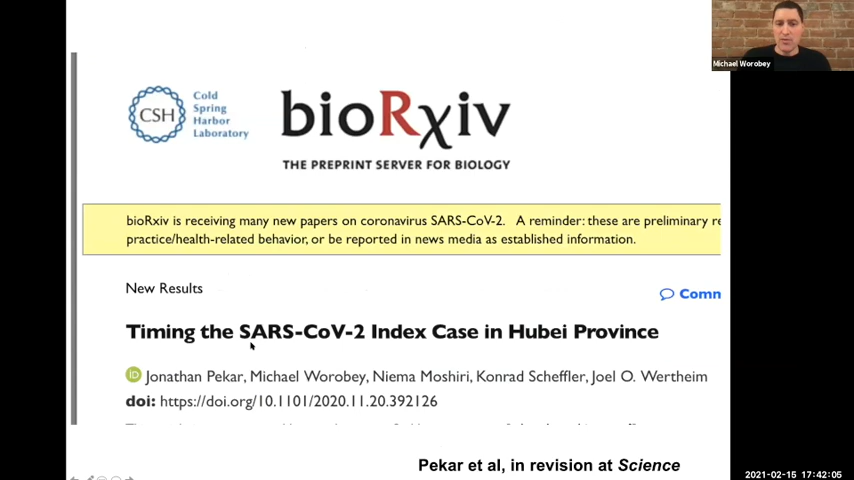 Michael Worobey
CSH
Cold
Spring
Harbor
Laboratory
bioRxiv
THE PREPRINT SERVER FOR BIOLOGY
bioRxiv is receiving many new papers on coronavirus SARS-CoV-2. A reminder: these are preliminary re
practice/health-related behavior, or be reported in news media as established information.
New Results
Comm
Timing the SARS-CoV-2 Index Case in Hubei Province
iD Jonathan Pekar, Michael Worobey, Niema Moshiri, Konrad Scheffler, Joel O. Wertheim
doi: https://doi.org/10.1101/2020.11.20.392126
Pekar et al, in revision at Science
2021-02-15 17:42:05